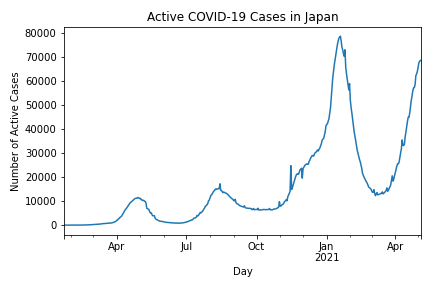 Active COVID-19 Cases in Japan
80000
70000
60000
50000
40000
30000
20000
10000
0
Number of Active Cases
Apr Jul Oct Jan Apr
2021
Day